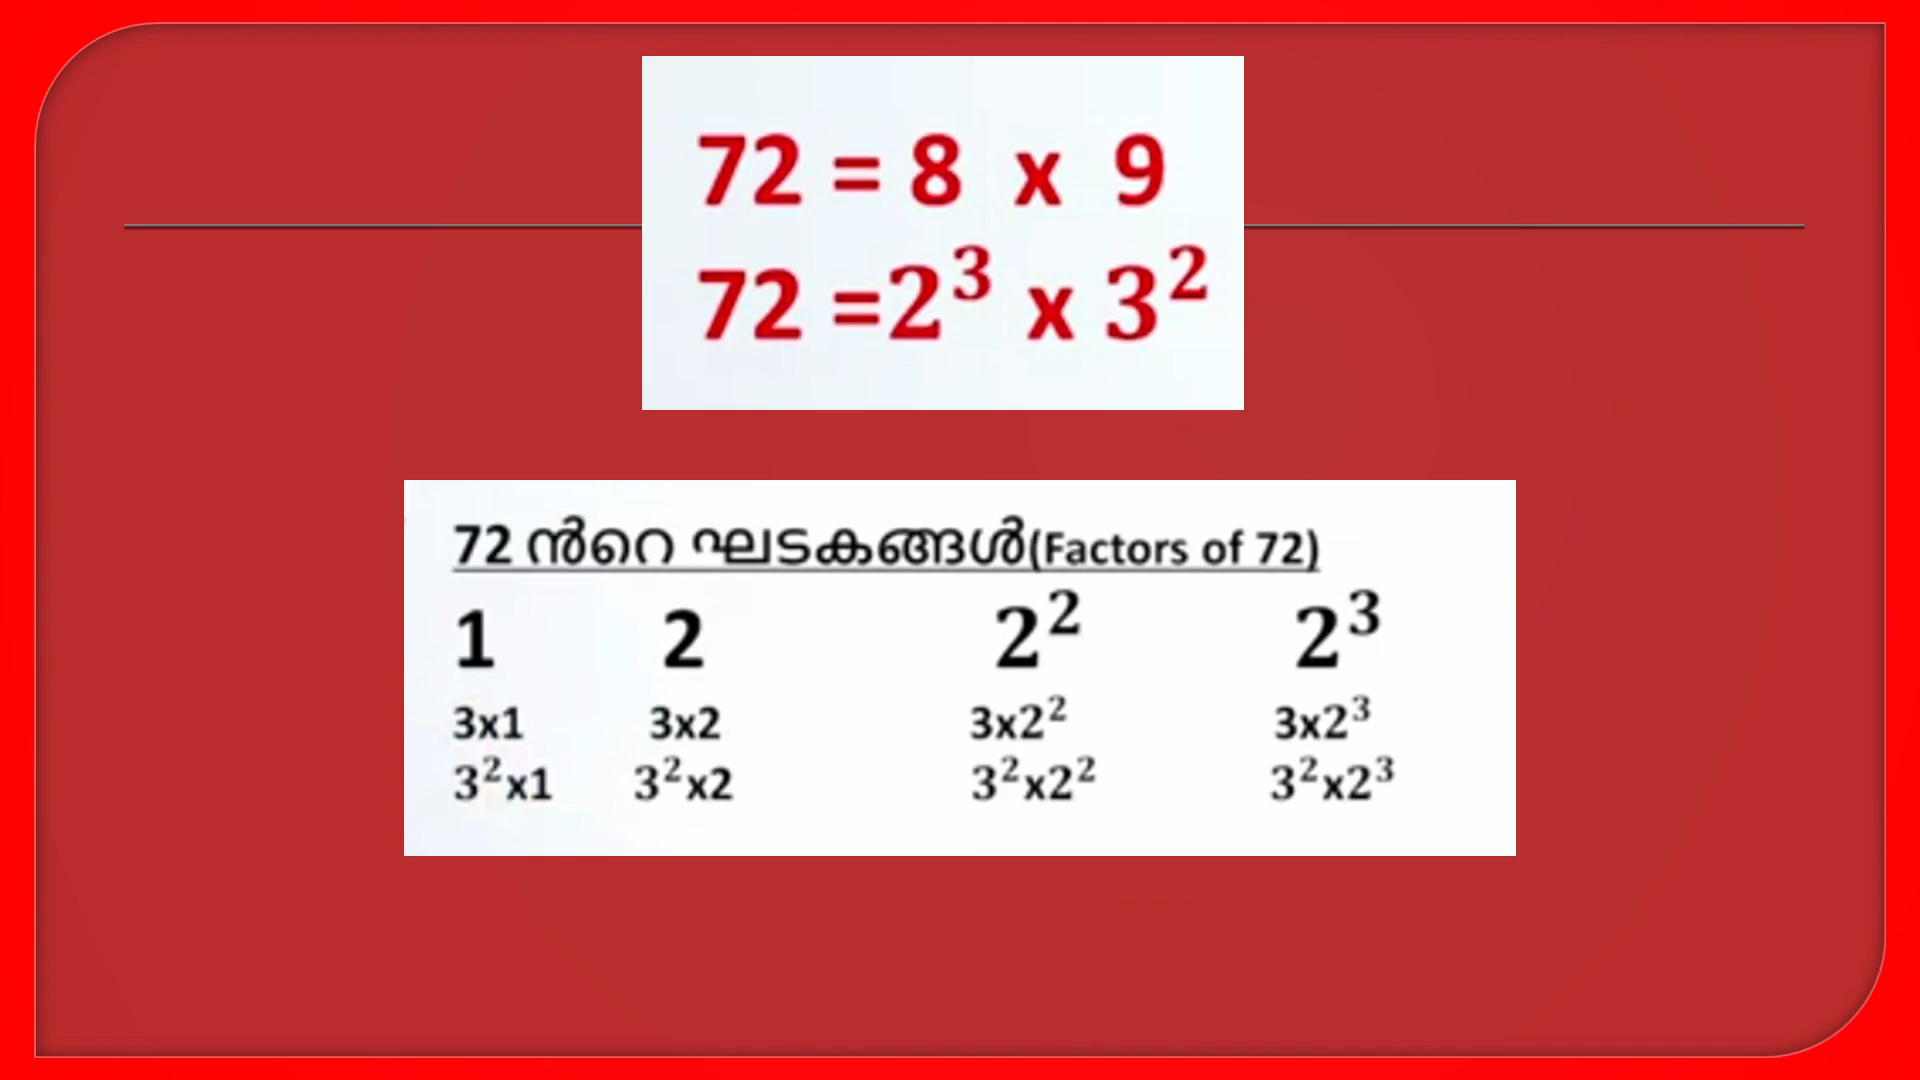 72 = 8 x 9
72 =2³ x 3²
72 ൻറെ ഘടകങ്ങൾ(Factors of 72)
1 2 2² 2³
3x1 3x2 3x2² 3x2³
3²x1 3²x2 3²x2² 3²x2³